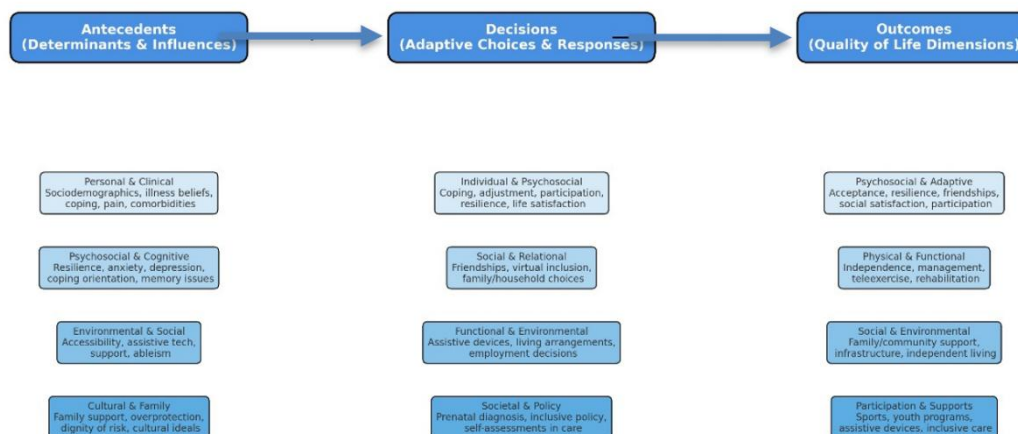 Antecedents
(Determinants & Influences)
Decisions
(Adaptive Choices & Responses)
Outcomes
(Quality of Life Dimensions)
Personal & Clinical
Sociodemographics, illness beliefs,
coping, pain, comorbidities
Individual & Psychosocial
Coping, adjustment, participation,
resilience, life satisfaction
Psychosocial & Adaptive
Acceptance, resilience, friendships,
social satisfaction, participation
Psychosocial & Cognitive
Resilience, anxiety, depression,
coping orientation, memory issues
Social & Relational
Friendships, virtual inclusion,
family/household choices
Physical & Functional
Independence, management,
teleexercise, rehabilitation
Environmental & Social
Accessibility, assistive tech,
support, ableism
Functional & Environmental
Assistive devices, living arrangements,
employment decisions
Social & Environmental
Family/community support,
infrastructure, independent living
Cultural & Family
Family support, overprotection,
dignity of risk, cultural ideals
Societal & Policy
Prenatal diagnosis, inclusive policy,
self-assessments in care
Participation & Supports
Sports, youth programs,
assistive devices, inclusive care